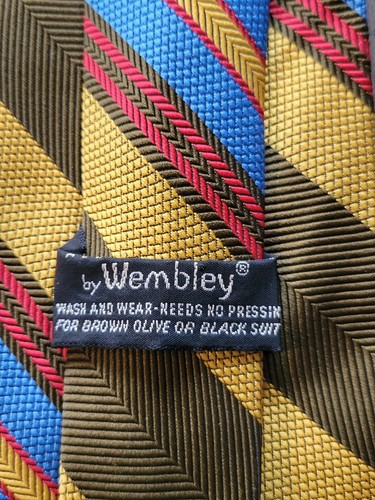 by Wembley®
WASH AND WEAR-NEEDS NO PRESSIN
FOR BROWN OLIVE OR BLACK SUIT